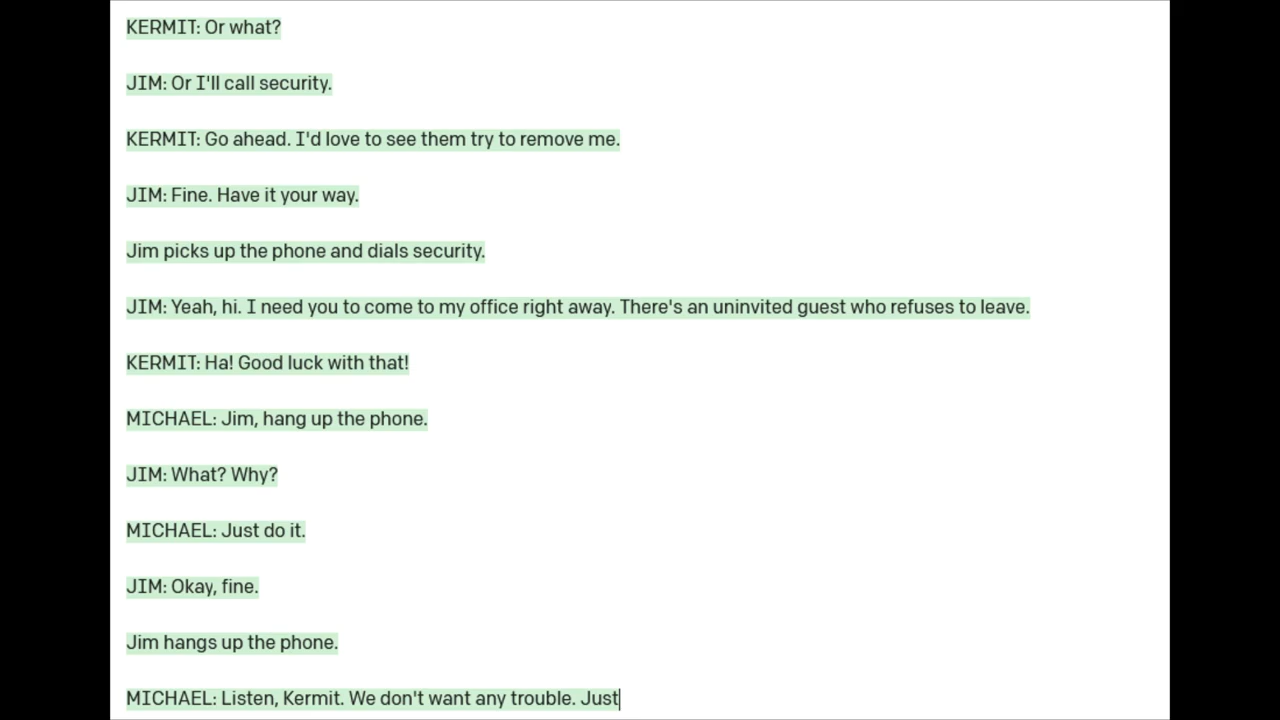 KERMIT: Or what?
JIM: Or I'll call security.
KERMIT: Go ahead. I'd love to see them try to remove me.
JIM: Fine. Have it your way.
Jim picks up the phone and dials security.
JIM: Yeah, hi. I need you to come to my office right away. There's an uninvited guest who refuses to leave.
KERMIT: Ha! Good luck with that!
MICHAEL: Jim, hang up the phone.
JIM: What? Why?
MICHAEL: Just do it.
JIM: Okay, fine.
Jim hangs up the phone.
MICHAEL: Listen, Kermit. We don't want any trouble. Just